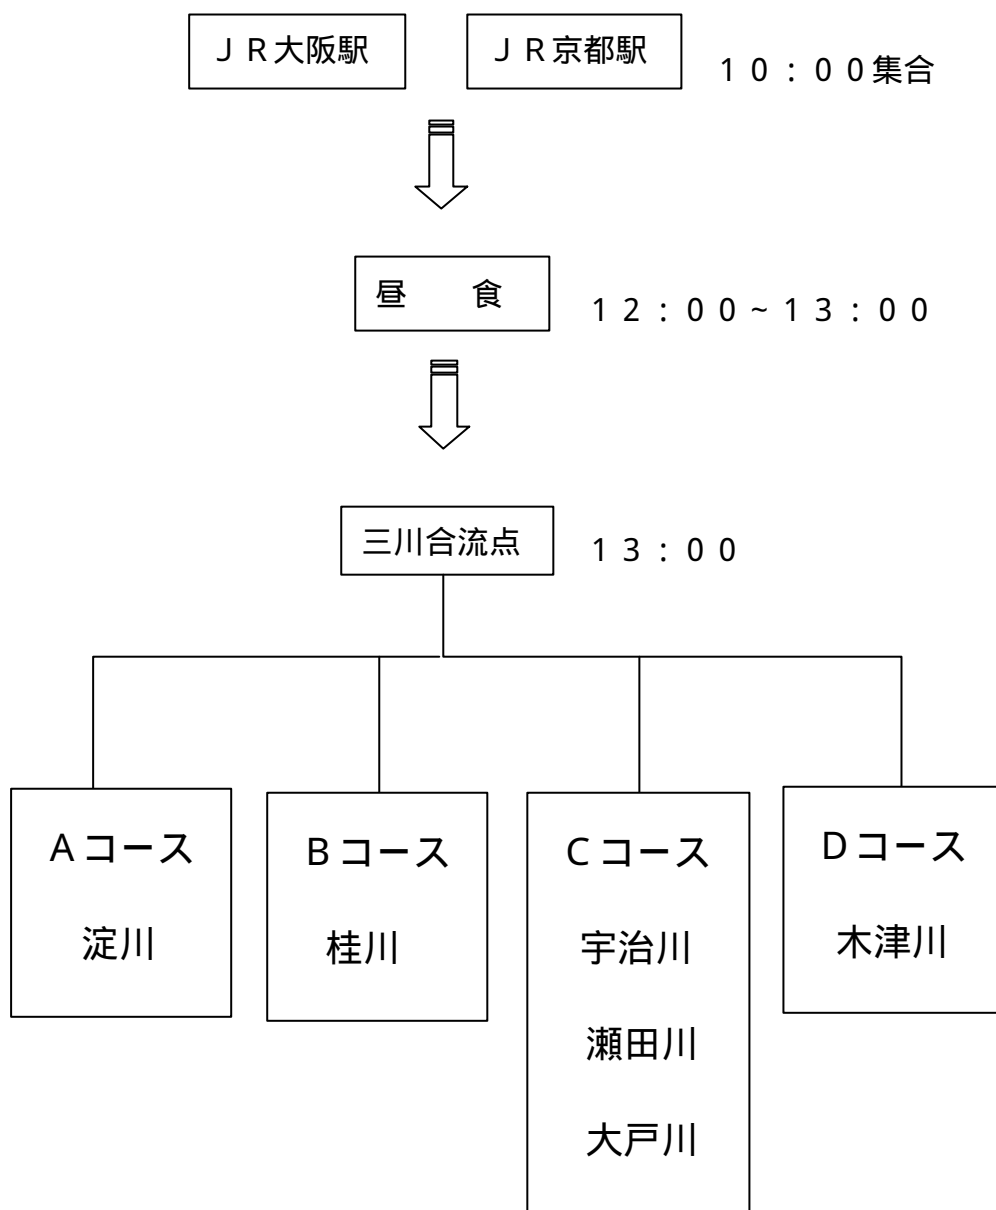 ＪＲ大阪駅
ＪＲ京都駅
１０：００集合
昼　　食
１２：００~１３：００
三川合流点
１３：００
Ａコース
淀川
Ｂコース
桂川
Ｃコース
宇治川
瀬田川
大戸川
Ｄコース
木津川